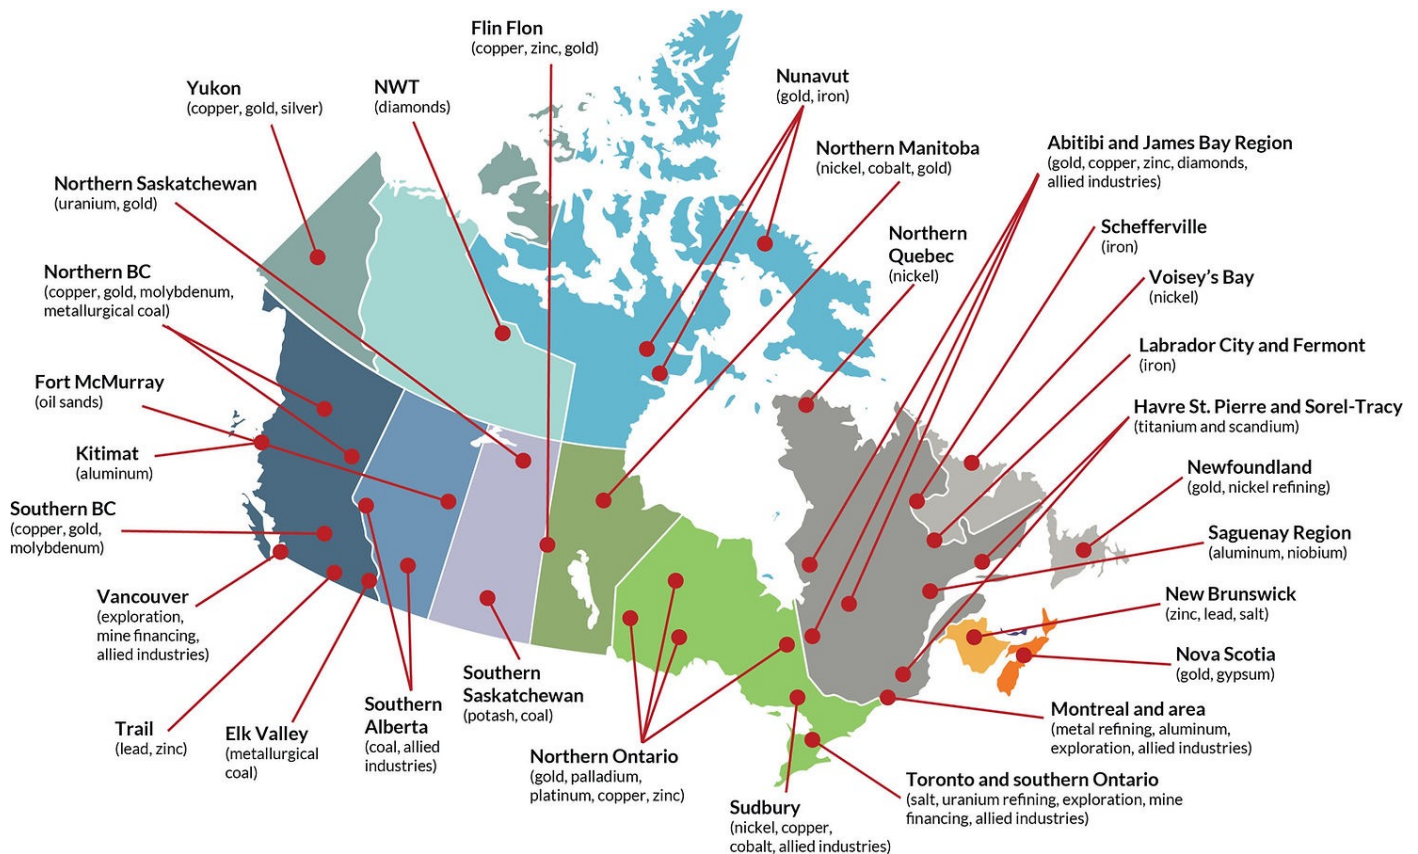 Flin Flon
(copper, zinc, gold)
Yukon
(copper, gold, silver)
NWT
(diamonds)
Nunavut
(gold, iron)
Northern Manitoba
(nickel, cobalt, gold)
Abitibi and James Bay Region
(gold, copper, zinc, diamonds,
allied industries)
Northern Saskatchewan
(uranium, gold)
Northern
Quebec
(nickel)
Schefferville
(iron)
Northern BC
(copper, gold, molybdenum,
metallurgical coal)
Voisey's Bay
(nickel)
Labrador City and Fermont
(iron)
Fort McMurray
(oil sands)
Havre St. Pierre and Sorel-Tracy
(titanium and scandium)
Kitimat
(aluminum)
Newfoundland
(gold, nickel refining)
Southern BC
(copper, gold,
molybdenum)
Saguenay Region
(aluminum, niobium)
Vancouver
(exploration,
mine financing,
allied industries)
New Brunswick
(zinc, lead, salt)
Nova Scotia
(gold, gypsum)
Trail
(lead, zinc)
Elk Valley
(metallurgical
coal)
Southern
Alberta
(coal, allied
industries)
Southern
Saskatchewan
(potash, coal)
Northern Ontario
(gold, palladium,
platinum, copper, zinc)
Montreal and area
(metal refining, aluminum,
exploration, allied industries)
Sudbury
(nickel, copper,
cobalt, allied industries)
Toronto and southern Ontario
(salt, uranium refining, exploration, mine
financing, allied industries)